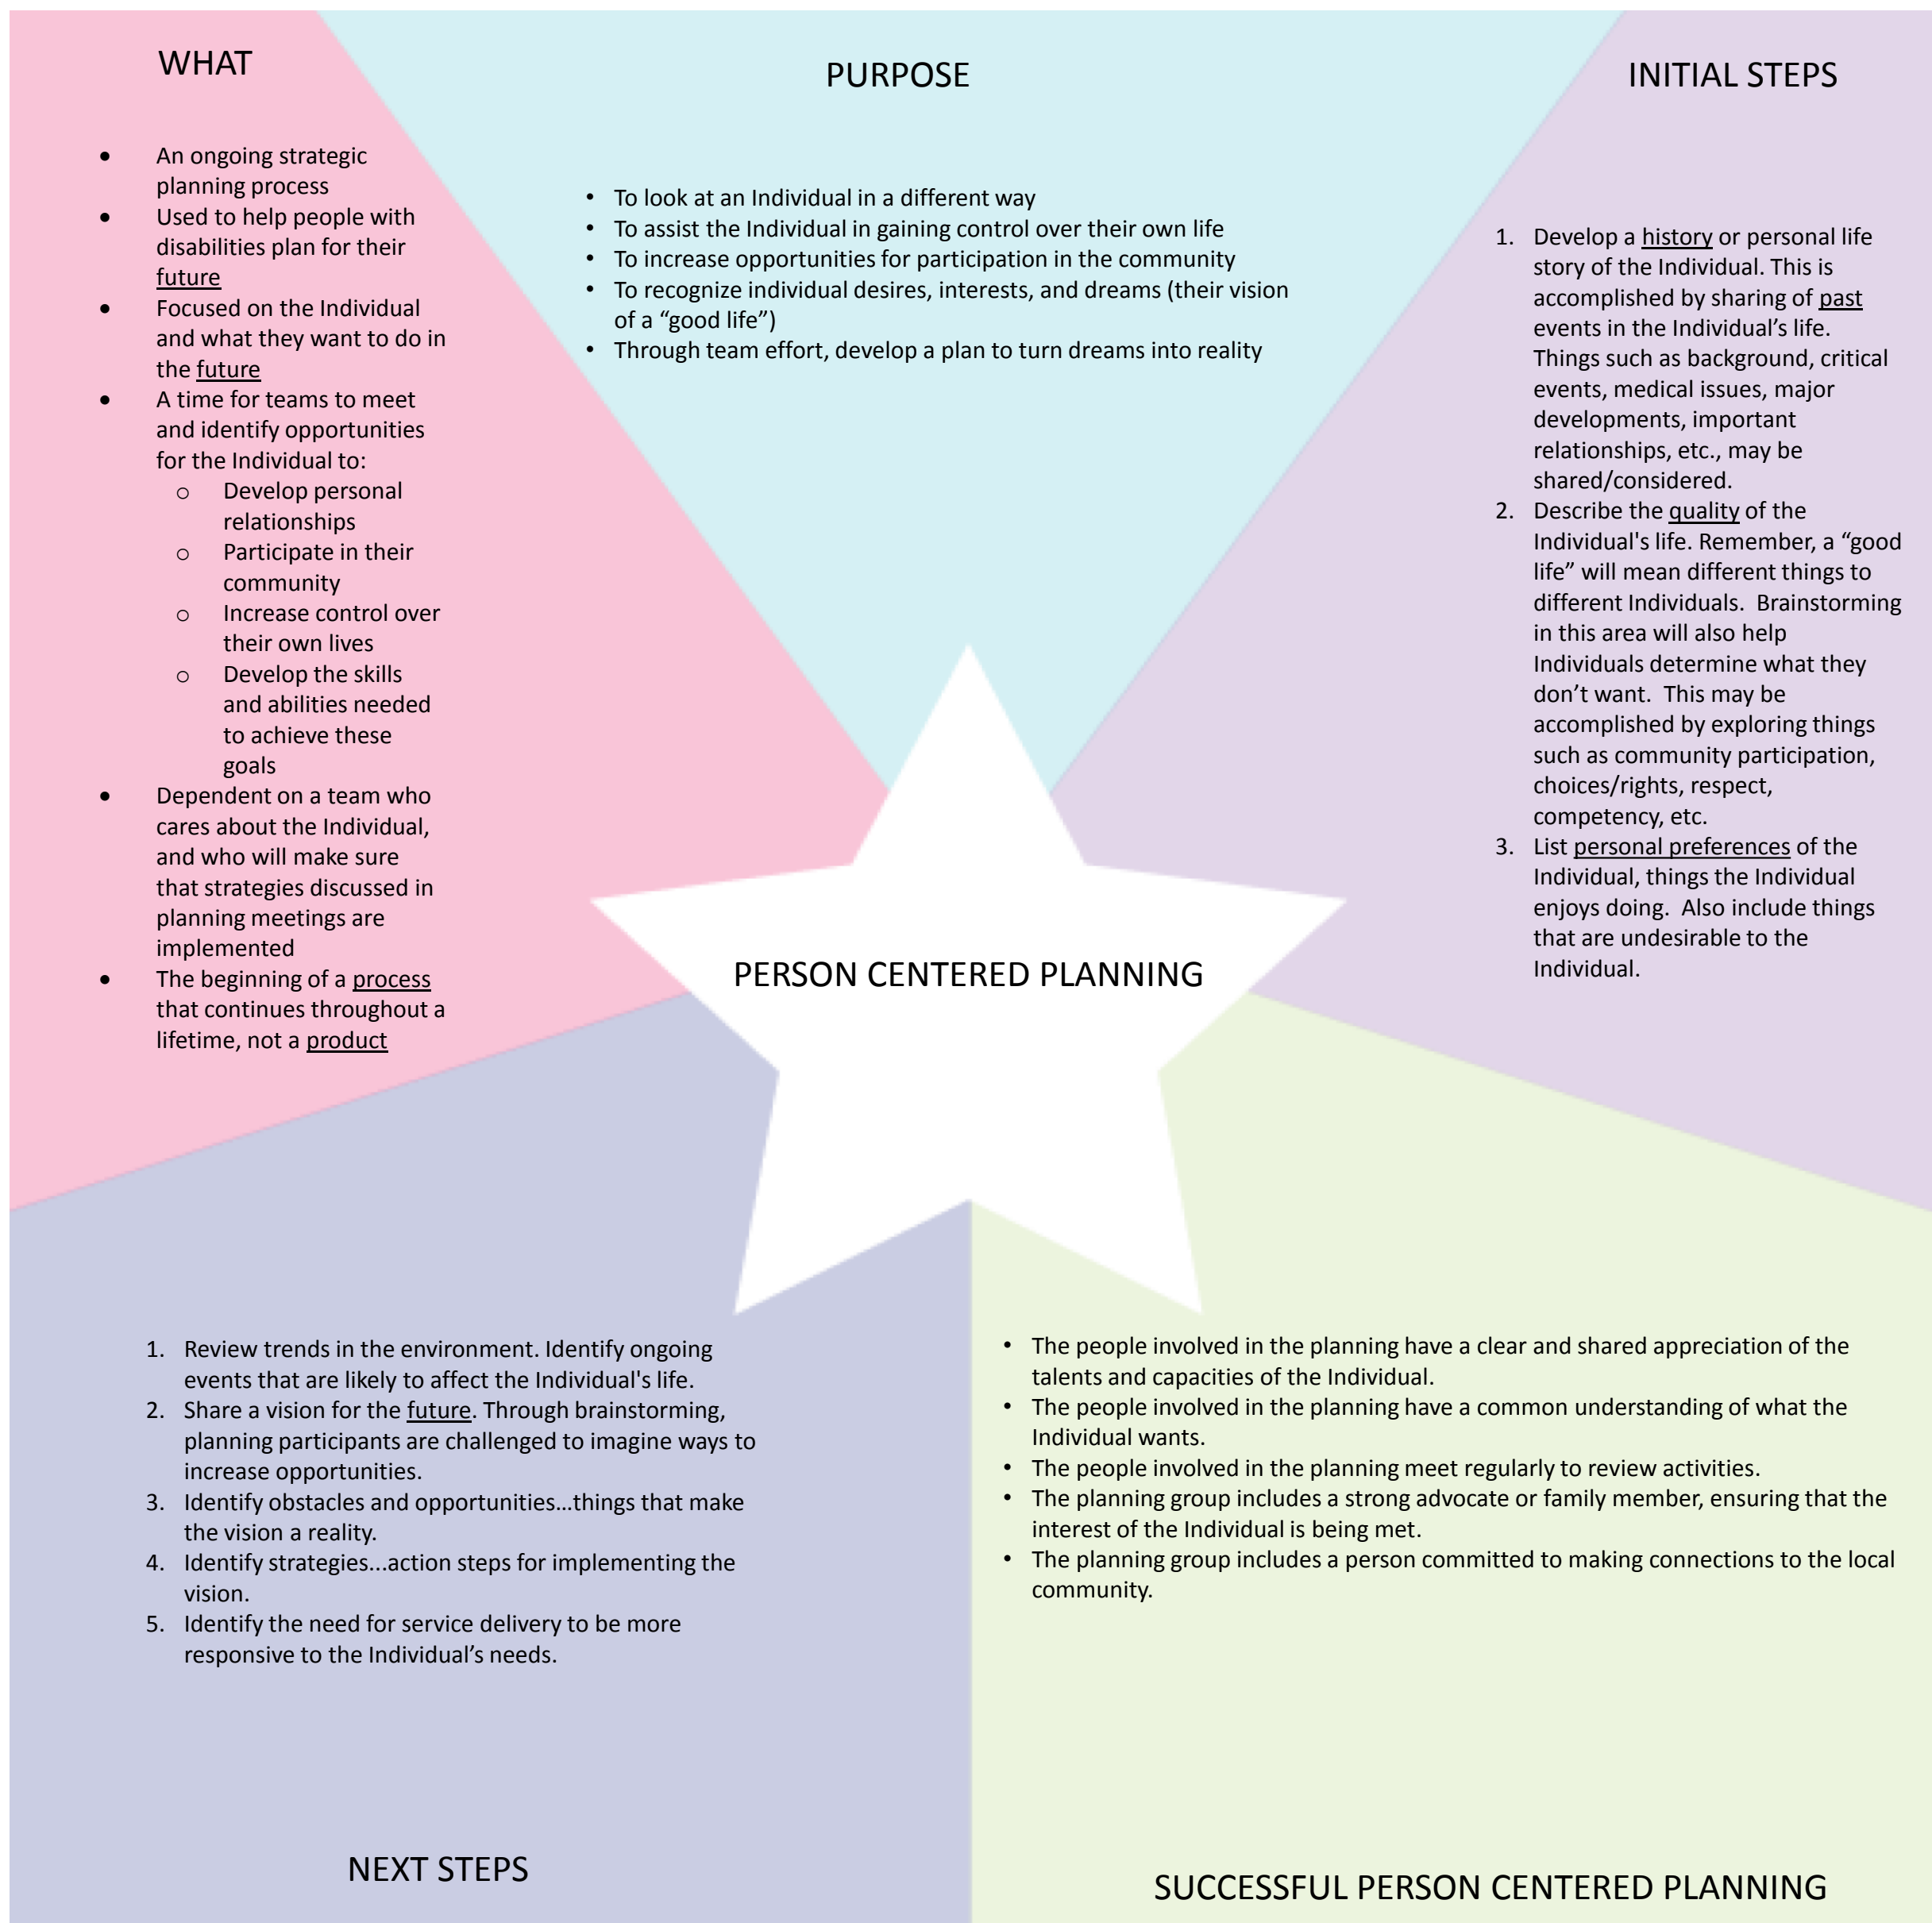 WHAT
• An ongoing strategic
planning process
• Used to help people with
disabilities plan for their
future
• Focused on the Individual
and what they want to do in
the future
• A time for teams to meet
and identify opportunities
for the Individual to:
o Develop personal
relationships
o Participate in their
community
o Increase control over
their own lives
o Develop the skills
and abilities needed
to achieve these
goals
• Dependent on a team who
cares about the Individual,
and who will make sure
that strategies discussed in
planning meetings are
implemented
• The beginning of a process
that continues throughout a
lifetime, not a product
PURPOSE
• To look at an Individual in a different way
• To assist the Individual in gaining control over their own life
• To increase opportunities for participation in the community
• To recognize individual desires, interests, and dreams (their vision
of a “good life”)
• Through team effort, develop a plan to turn dreams into reality
INITIAL STEPS
1. Develop a history or personal life
story of the Individual. This is
accomplished by sharing of past
events in the Individual’s life.
Things such as background, critical
events, medical issues, major
developments, important
relationships, etc., may be
shared/considered.
2. Describe the quality of the
Individual's life. Remember, a “good
life” will mean different things to
different Individuals. Brainstorming
in this area will also help
Individuals determine what they
don’t want. This may be
accomplished by exploring things
such as community participation,
choices/rights, respect,
competency, etc.
3. List personal preferences of the
Individual, things the Individual
enjoys doing. Also include things
that are undesirable to the
Individual.
PERSON CENTERED PLANNING
1. Review trends in the environment. Identify ongoing
events that are likely to affect the Individual's life.
2. Share a vision for the future. Through brainstorming,
planning participants are challenged to imagine ways to
increase opportunities.
3. Identify obstacles and opportunities...things that make
the vision a reality.
4. Identify strategies...action steps for implementing the
vision.
5. Identify the need for service delivery to be more
responsive to the Individual’s needs.
NEXT STEPS
• The people involved in the planning have a clear and shared appreciation of the
talents and capacities of the Individual.
• The people involved in the planning have a common understanding of what the
Individual wants.
• The people involved in the planning meet regularly to review activities.
• The planning group includes a strong advocate or family member, ensuring that the
interest of the Individual is being met.
• The planning group includes a person committed to making connections to the local
community.
SUCCESSFUL PERSON CENTERED PLANNING